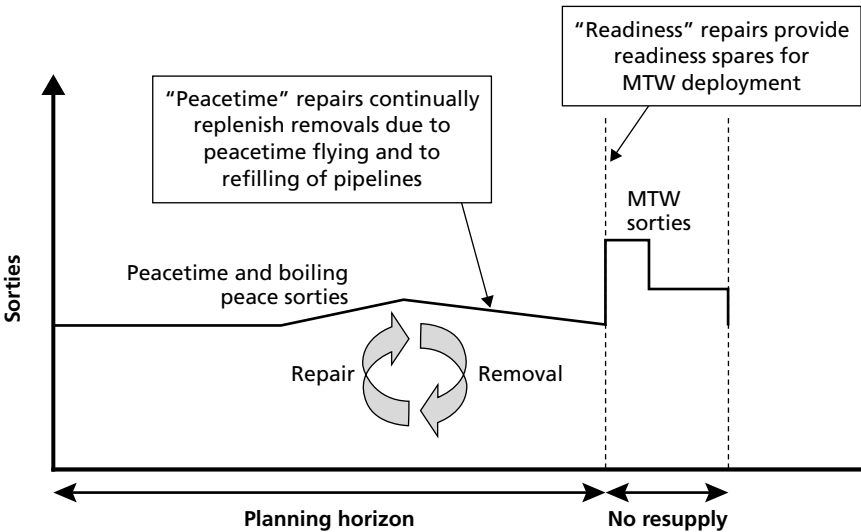 “Readiness” repairs provide
readiness spares for
MTW deployment
“Peacetime” repairs continually
replenish removals due to
peacetime flying and to
refilling of pipelines
MTW
sorties
Peacetime and boiling
peace sorties
Sorties
Repair
Removal
Planning horizon
No resupply